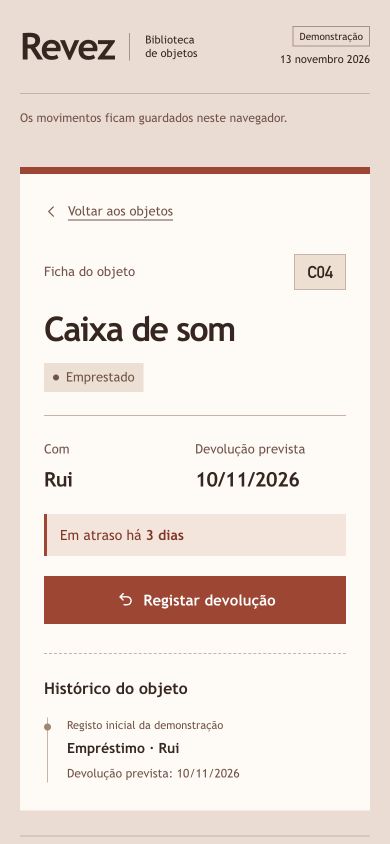 Revez
Biblioteca
de objetos
Demonstração
13 novembro 2026
Os movimentos ficam guardados neste navegador.
Voltar aos objetos
Ficha do objeto
C04
Caixa de som
Emprestado
Com
Devolução prevista
Rui
10/11/2026
Em atraso há 3 dias
Registar devolução
Histórico do objeto
Registo inicial da demonstração
Empréstimo · Rui
Devolução prevista: 10/11/2026